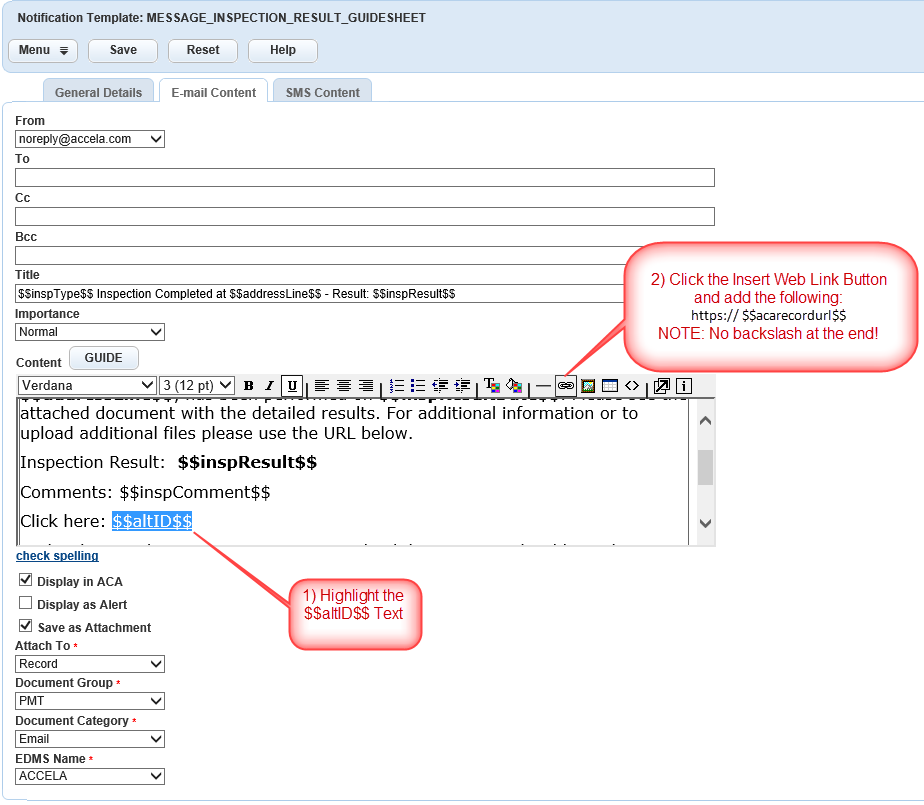 Notification Template: MESSAGE_INSPECTION_RESULT_GUIDESHEET
Menu Save Reset Help
General Details E-mail Content SMS Content
From
noreply@accela.com
To
Cc
Bcc
Title
$$inspType$$ Inspection Completed at $$addressLine$$ - Result: $$inspResult$$
Importance
Normal
2) Click the Insert Web Link Button
and add the following:
https:// $$acarecordurl$$
NOTE: No backslash at the end!
Content GUIDE
Verdana 3 (12 pt) B I U
attached document with the detailed results. For additional information or to
upload additional files please use the URL below.
Inspection Result: $$inspResult$$
Comments: $$inspComment$$
Click here: $$altID$$
check spelling
1) Highlight the
$$altID$$ Text
Display in ACA
Display as Alert
Save as Attachment
Attach To *
Record
Document Group *
PMT
Document Category *
Email
EDMS Name *
ACCELA